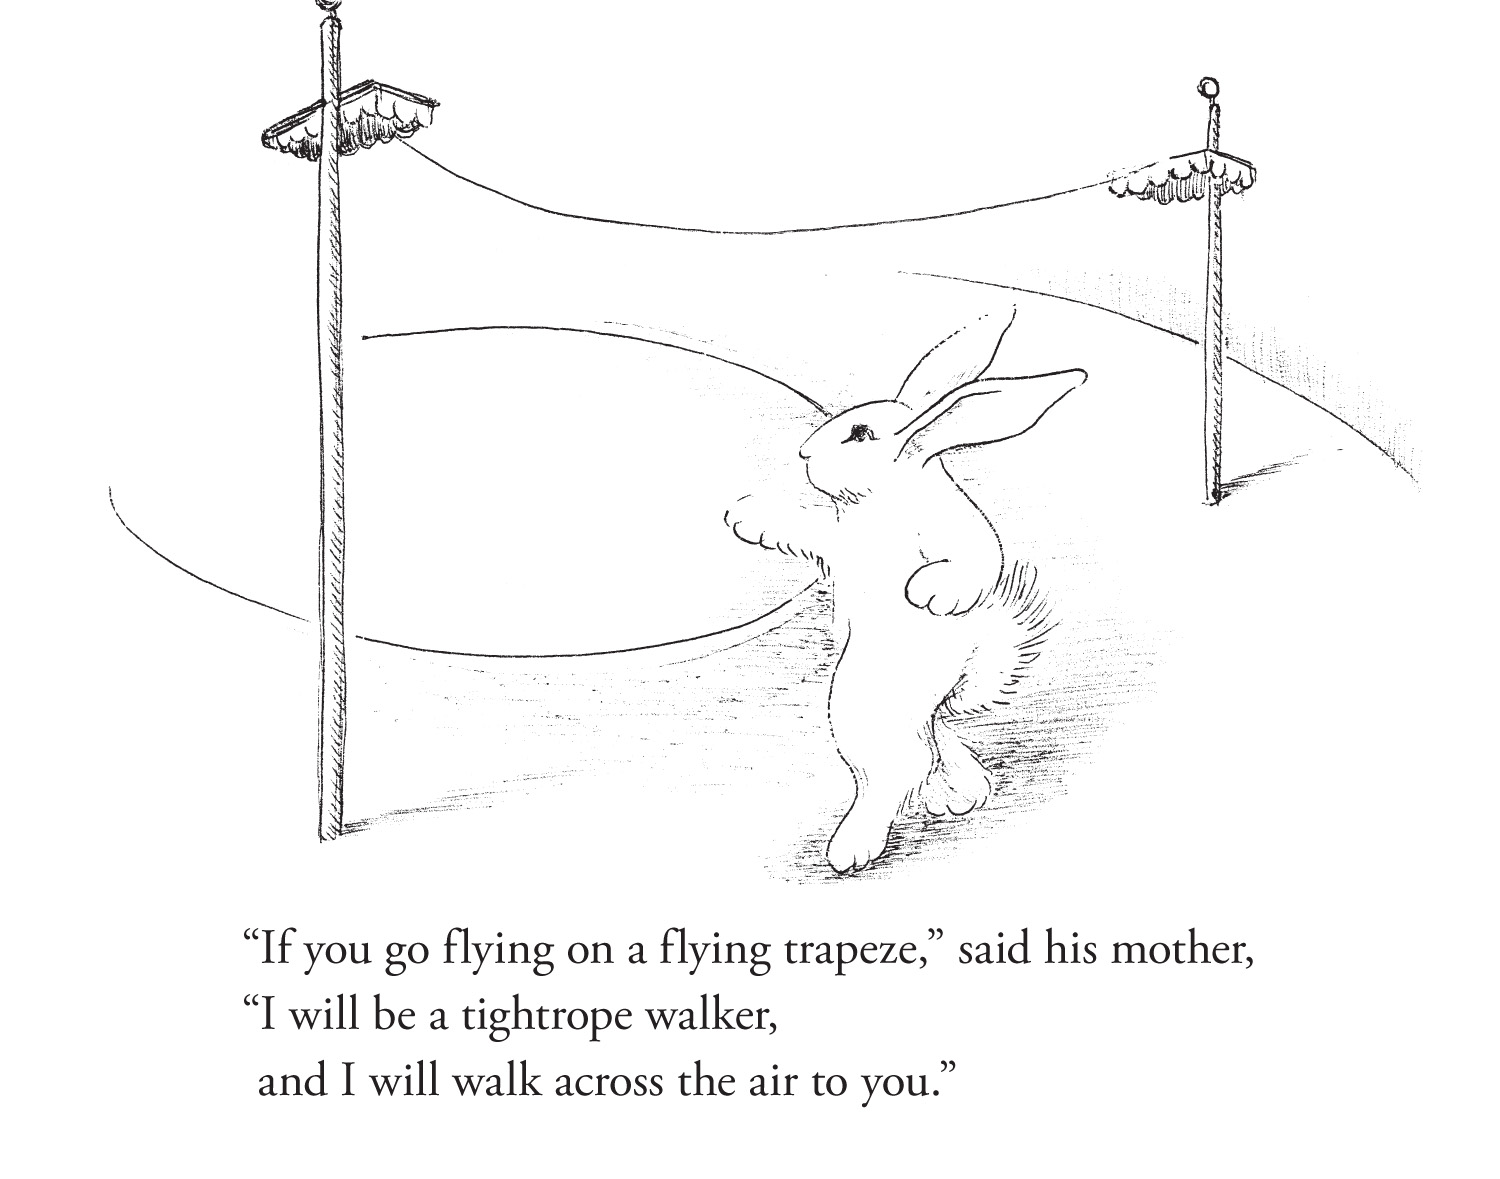 “If you go flying on a flying trapeze,” said his mother,
“I will be a tightrope walker,
and I will walk across the air to you.”